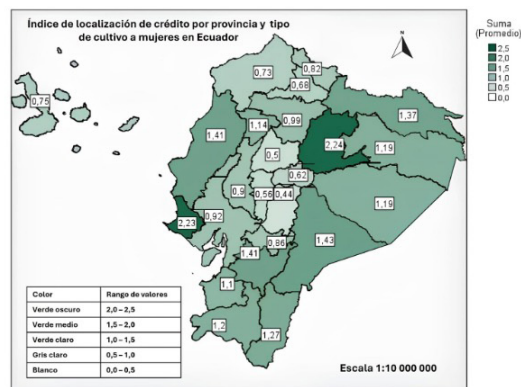 Índice de localización de crédito por provincia y tipo
de cultivo a mujeres en Ecuador
Suma
(Promedio)
2,5
2,0
1,5
1,0
0,5
0,0
N
0,75
0,73
0,82
0,68
1,37
1,41
1,14
0,99
2,24
1,19
0,5
0,62
0,9
0,56
0,44
1,19
2,23
0,92
1,43
0,86
1,41
1,1
1,2
1,27
Color Rango de valores
Verde oscuro 2,0 – 2,5
Verde medio 1,5 – 2,0
Verde claro 1,0 – 1,5
Gris claro 0,5 – 1,0
Blanco 0,0 – 0,5
Escala 1:10 000 000